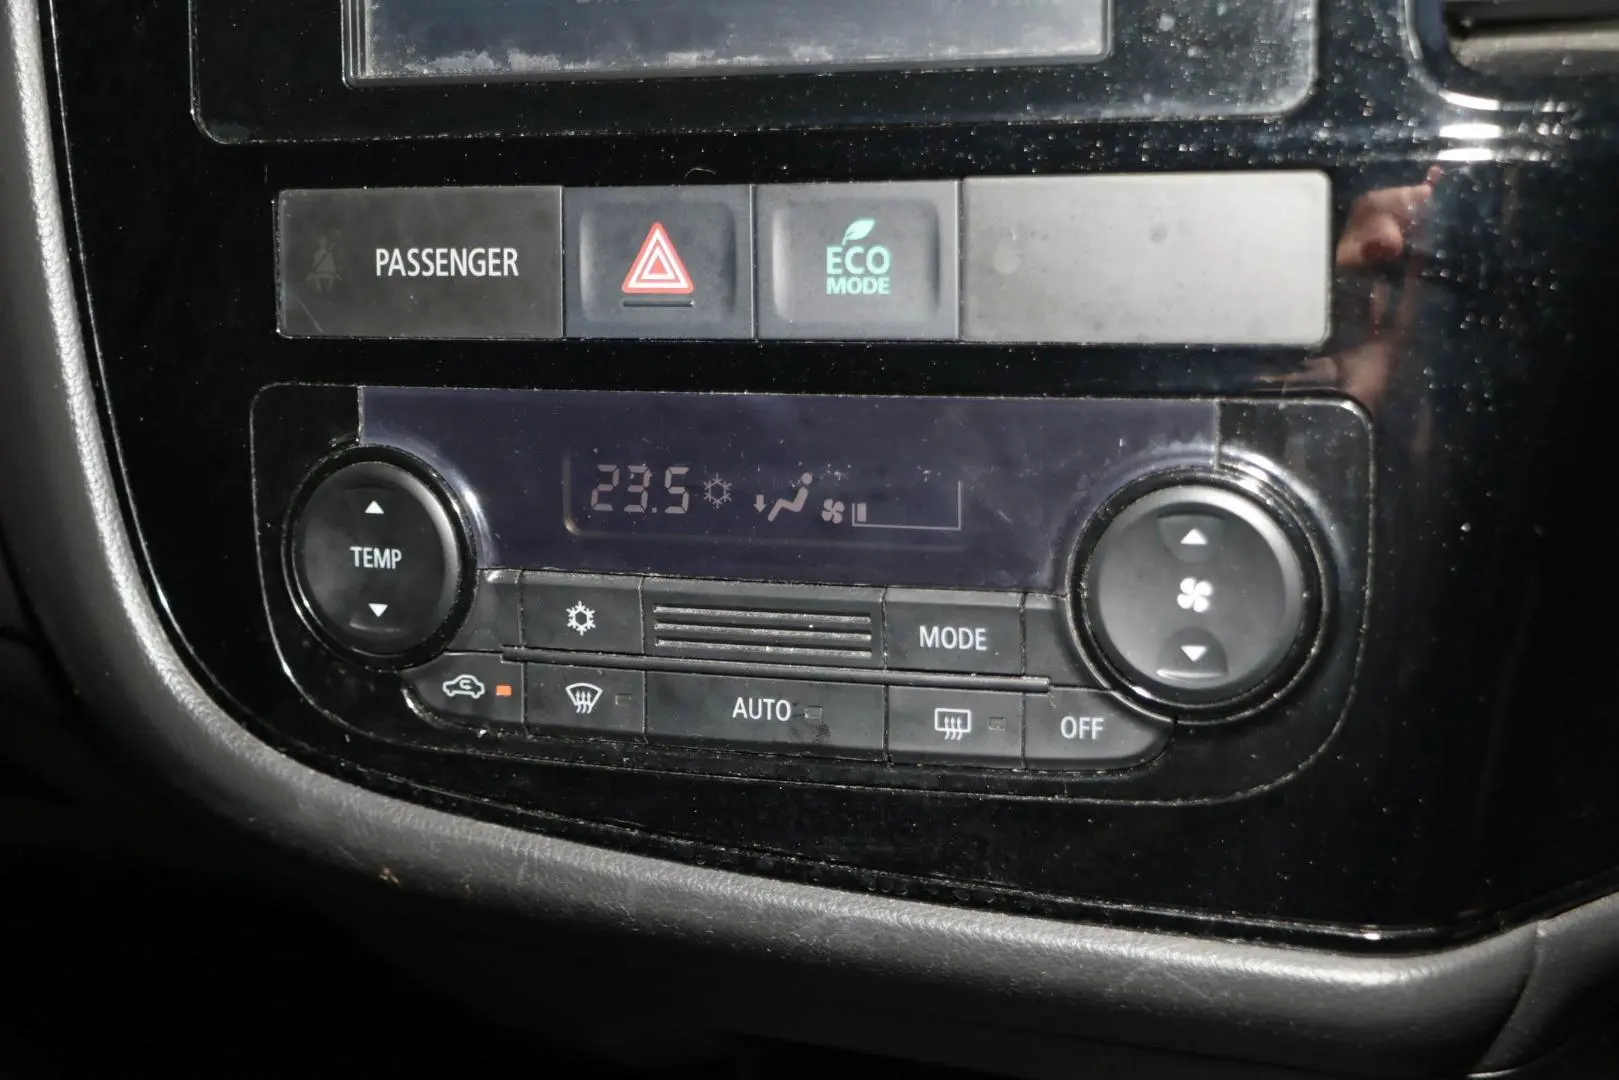 PASSENGER
ECO
MODE
23.5
TEMP
MODE
AUTO
OFF